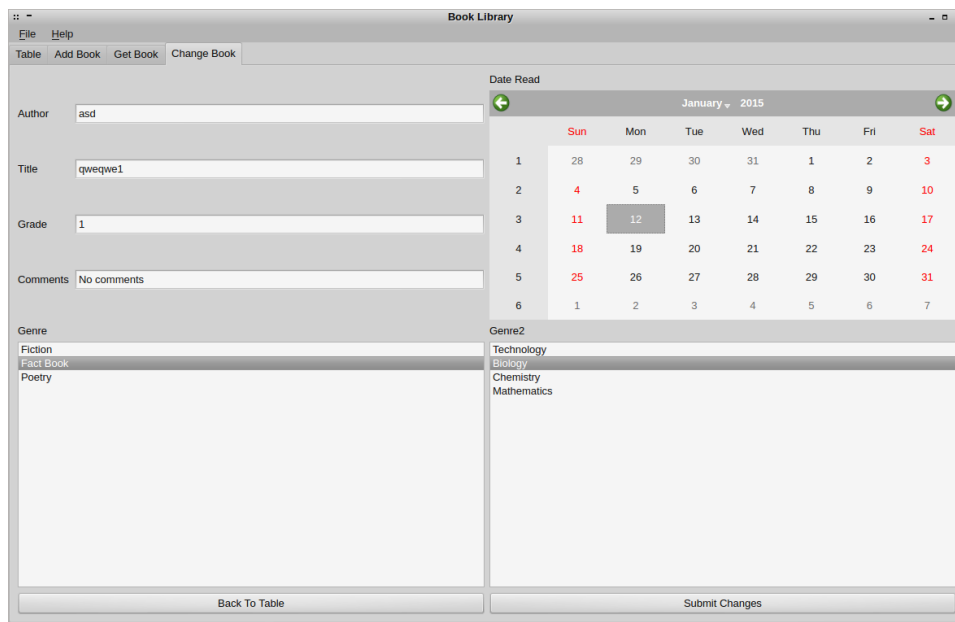 Book Library
File Help
Table Add Book Get Book Change Book
Author asd
Title qweqwe1
Grade 1
Comments No comments
Date Read
January 2015
Sun Mon Tue Wed Thu Fri Sat
1 28 29 30 31 1 2 3
2 4 5 6 7 8 9 10
3 11 12 13 14 15 16 17
4 18 19 20 21 22 23 24
5 25 26 27 28 29 30 31
6 1 2 3 4 5 6 7
Genre
Fiction
Fact Book
Poetry
Genre2
Technology
Biology
Chemistry
Mathematics
Back To Table
Submit Changes